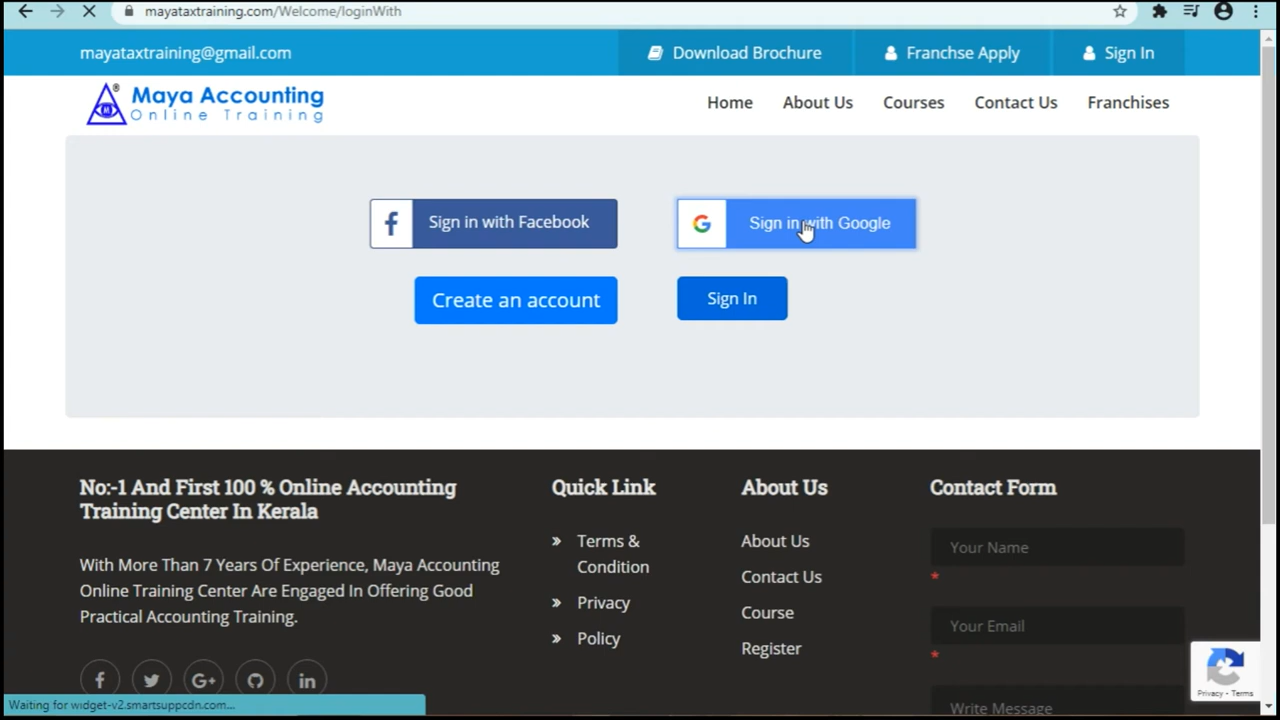 mayataxtraining.com/Welcome/loginWith
mayataxtraining@gmail.com
Download Brochure
Franchse Apply
Sign In
Maya Accounting
Online Training
Home
About Us
Courses
Contact Us
Franchises
Sign in with Facebook
Sign in with Google
Create an account
Sign In
No:-1 And First 100 % Online Accounting
Training Center In Kerala
With More Than 7 Years Of Experience, Maya Accounting
Online Training Center Are Engaged In Offering Good
Practical Accounting Training.
Quick Link
Terms &
Condition
Privacy
Policy
About Us
About Us
Contact Us
Course
Register
Contact Form
Your Name
*
Your Email
*
Write Message
Privacy - Terms
Waiting for widget-v2.smartsuppcdn.com...